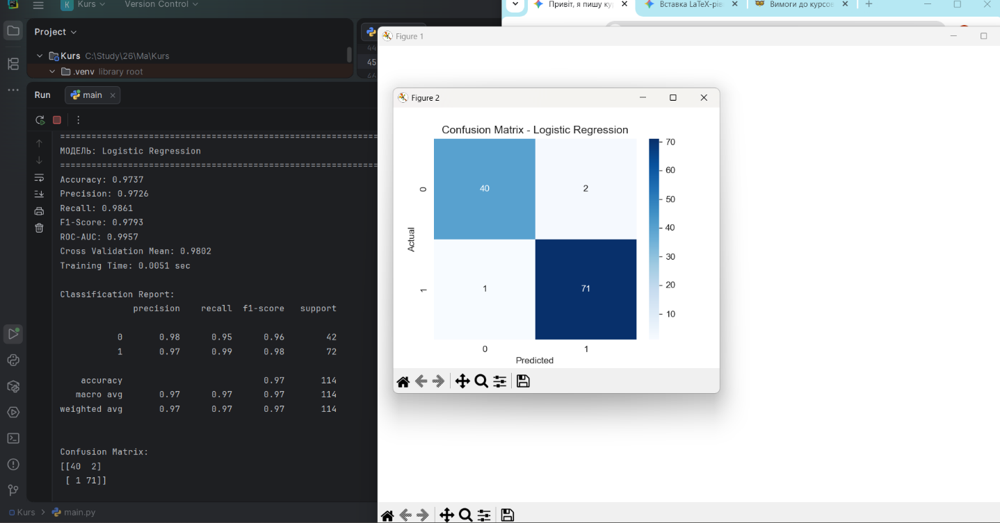 K Kurs
Version Control
Привіт, я пишу ку
Вставка LaTeX-рів
Вимоги до курсов
Project
Kurs C:\Study\26\Ma\Kurs
.venv library root
44
45
46
Run
main
================================================================
МОДЕЛЬ: Logistic Regression
================================================================
Accuracy: 0.9737
Precision: 0.9726
Recall: 0.9861
F1-Score: 0.9793
ROC-AUC: 0.9957
Cross Validation Mean: 0.9802
Training Time: 0.0051 sec
Classification Report:
precision recall f1-score support
0 0.98 0.95 0.96 42
1 0.97 0.99 0.98 72
accuracy 0.97 114
macro avg 0.97 0.97 0.97 114
weighted avg 0.97 0.97 0.97 114
Confusion Matrix:
[[40 2]
[ 1 71]]
Kurs > main.py
Figure 1
Figure 2
Confusion Matrix - Logistic Regression
Actual
0
1
40 2
1 71
0 1
Predicted
70
60
50
40
30
20
10